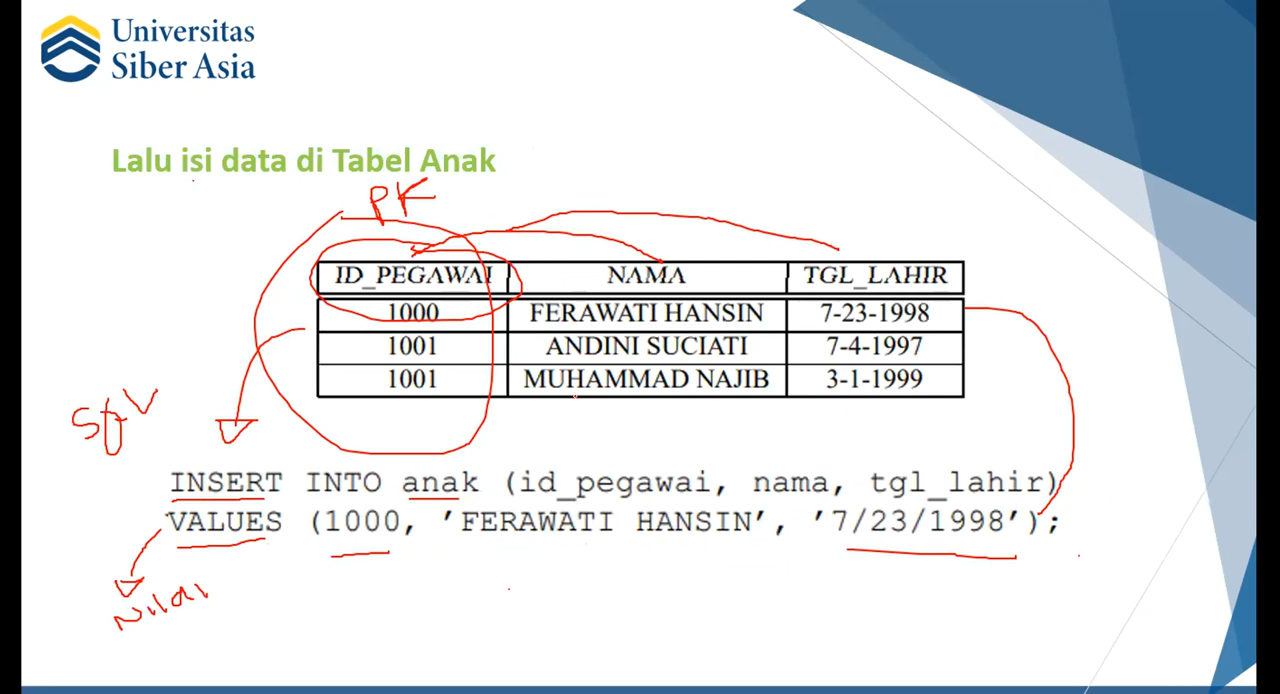 Universitas
Siber Asia
Lalu isi data di Tabel Anak
PK
ID_PEGAWAI NAMA TGL_LAHIR
1000 FERAWATI HANSIN 7-23-1998
1001 ANDINI SUCIATI 7-4-1997
1001 MUHAMMAD NAJIB 3-1-1999
INSERT INTO anak (id_pegawai, nama, tgl_lahir)
VALUES (1000, ’FERAWATI HANSIN’, ’7/23/1998’);
Nilai